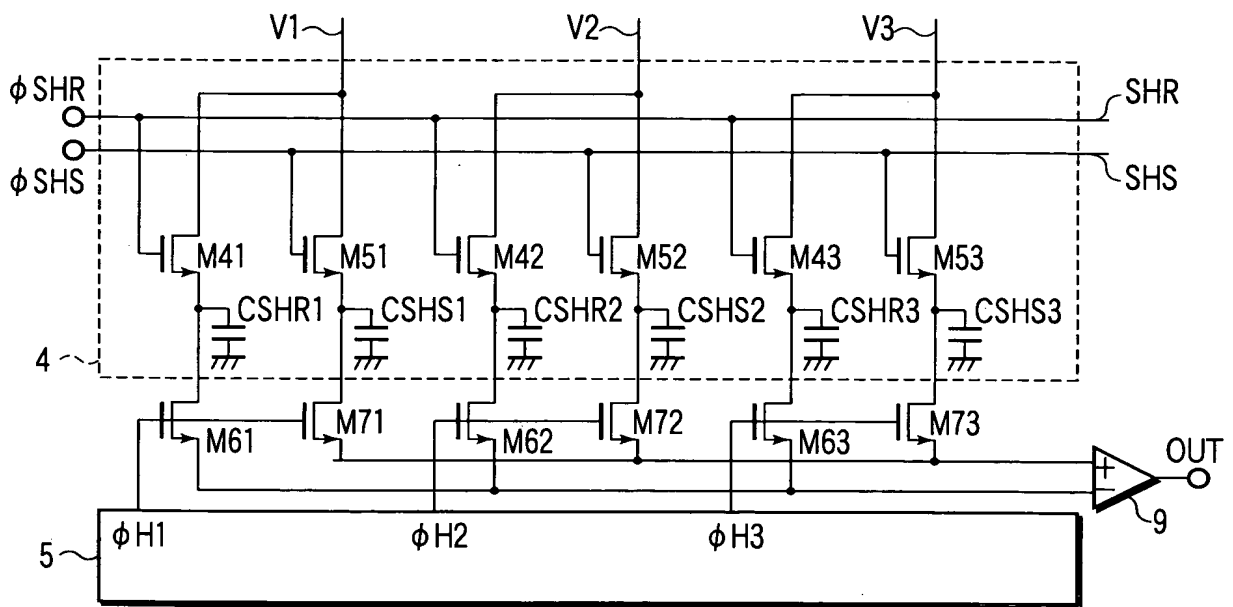 V1 V2 V3
φSHR SHR
φSHS SHS
M41 M51 M42 M52 M43 M53
CSHR1 CSHS1 CSHR2 CSHS2 CSHR3 CSHS3
4
M61 M71 M62 M72 M63 M73
+ OUT
−
9
φH1 φH2 φH3
5